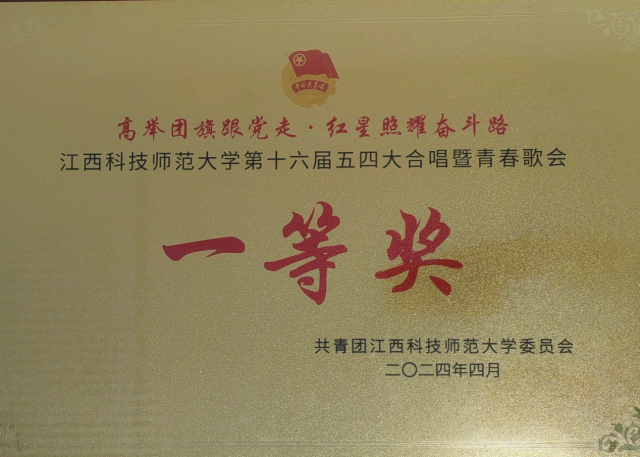 高举团旗跟党走·红星照耀奋斗路
江西科技师范大学第十六届五四大合唱暨青春歌会
一等奖
共青团江西科技师范大学委员会
二〇二四年四月